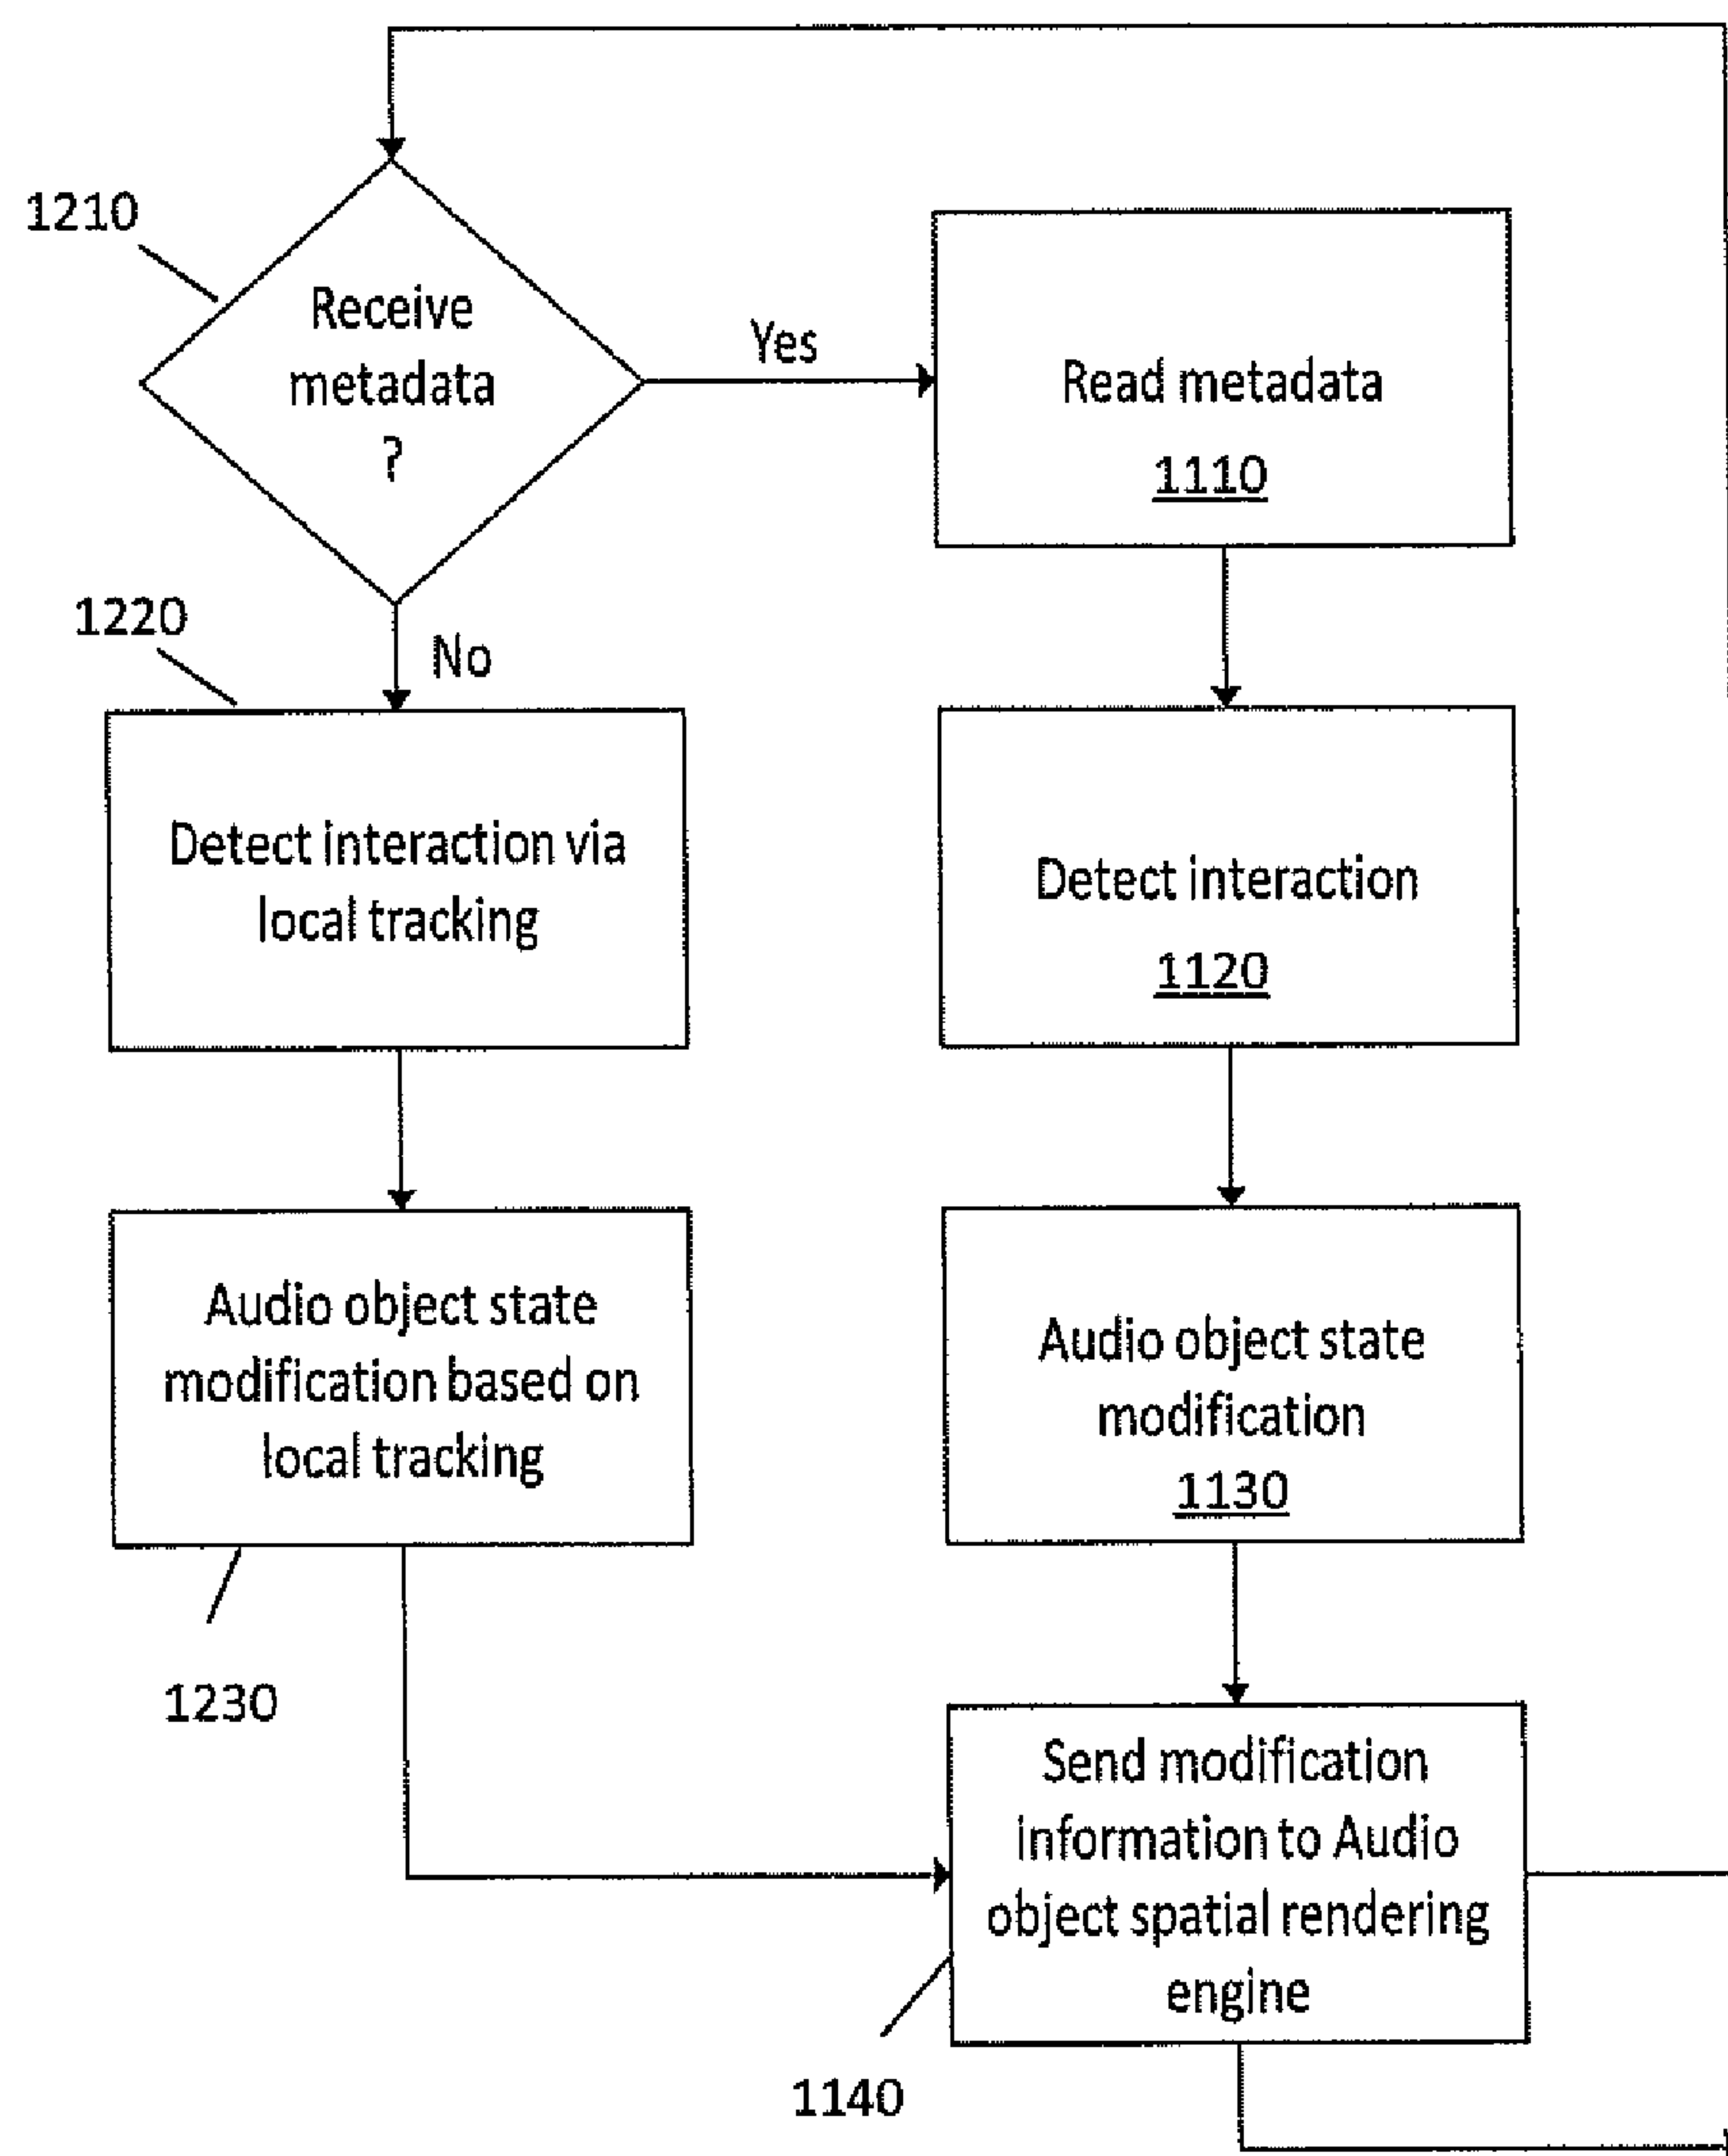 1210
Receive
metadata
?
Yes
Read metadata
1110
1220
No
Detect interaction via
local tracking
Detect interaction
1120
Audio object state
modification based on
local tracking
1230
Audio object state
modification
1130
Send modification
information to Audio
object spatial rendering
engine
1140